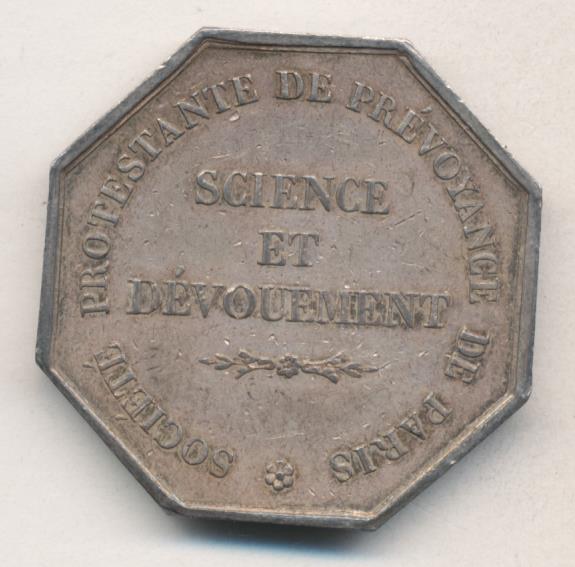 SOCIÉTÉ PROTESTANTE DE PRÉVOYANCE DE PARIS
SCIENCE
ET
DÉVOUEMENT